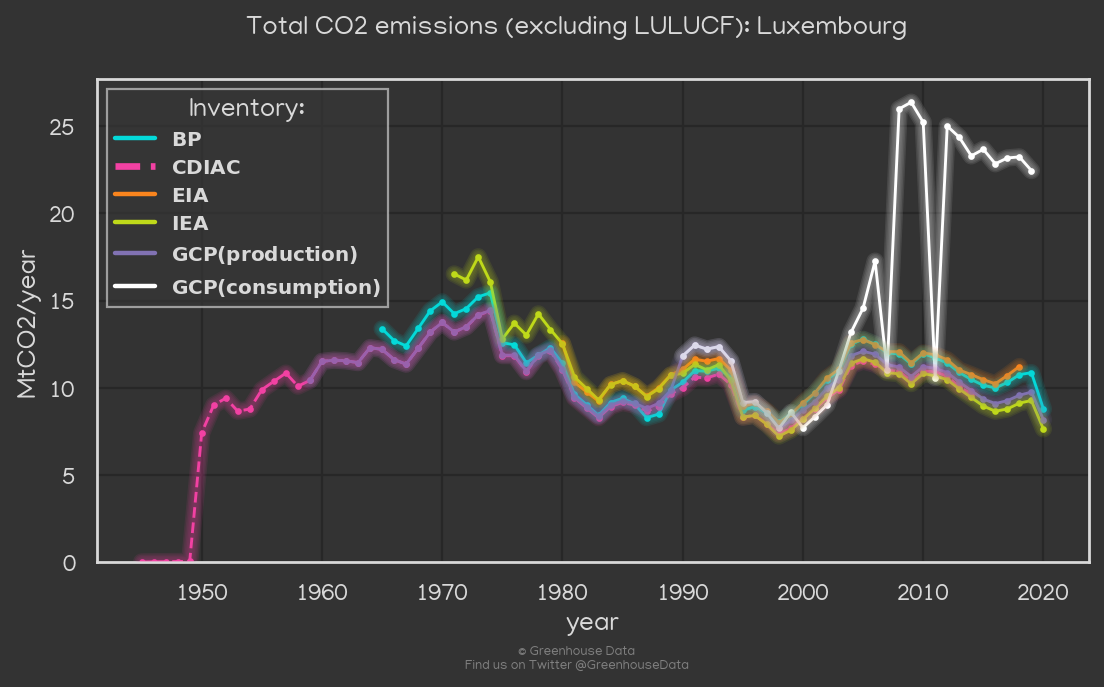 Total CO2 emissions (excluding LULUCF): Luxembourg
Inventory:
BP
CDIAC
EIA
IEA
GCP(production)
GCP(consumption)
MtCO2/year
25
20
15
10
5
0
1950 1960 1970 1980 1990 2000 2010 2020
year
© Greenhouse Data
Find us on Twitter @GreenhouseData